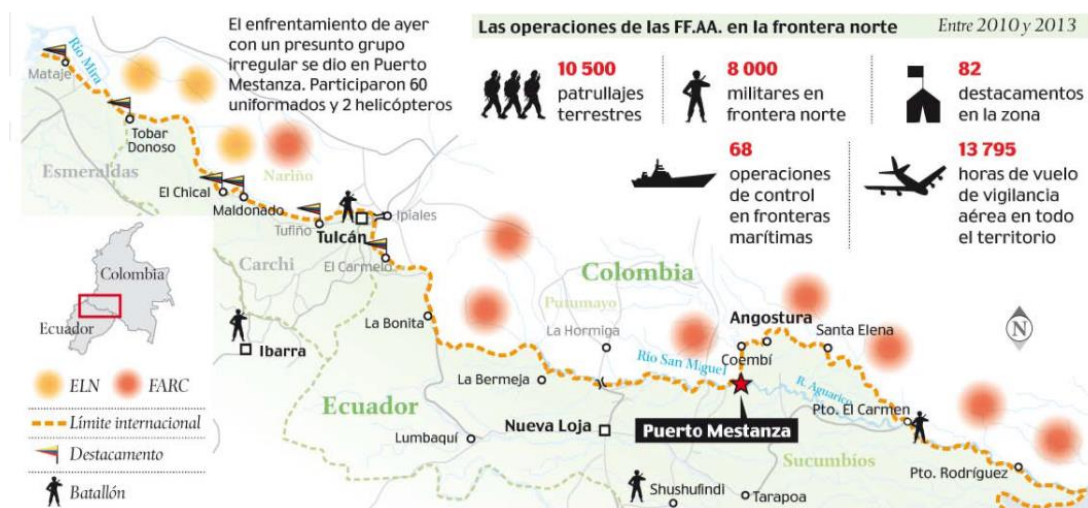 El enfrentamiento de ayer
con un presunto grupo
irregular se dio en Puerto
Mestanza. Participaron 60
uniformados y 2 helicópteros
Las operaciones de las FF.AA. en la frontera norte
Entre 2010 y 2013
10 500
patrullajes
terrestres
8 000
militares en
frontera norte
82
destacamentos
en la zona
68
operaciones
de control
en fronteras
marítimas
13 795
horas de vuelo
de vigilancia
aérea en todo
el territorio
Mataje
Río Mira
Tobar
Donoso
Esmeraldas
El Chical
Maldonado
Nariño
Tufiño
Tulcán
Ipiales
El Carmelo
Carchi
Ibarra
La Bonita
Colombia
Putumayo
La Hormiga
Angostura
Santa Elena
Coembí
Río San Miguel
La Bermeja
R. Aguarico
Pto. El Carmen
Ecuador
Puerto Mestanza
Nueva Loja
Lumbaquí
Sucumbíos
Pto. Rodríguez
Shushufindi
Tarapoa
N
Colombia
Ecuador
ELN
FARC
Límite internacional
Destacamento
Batallón